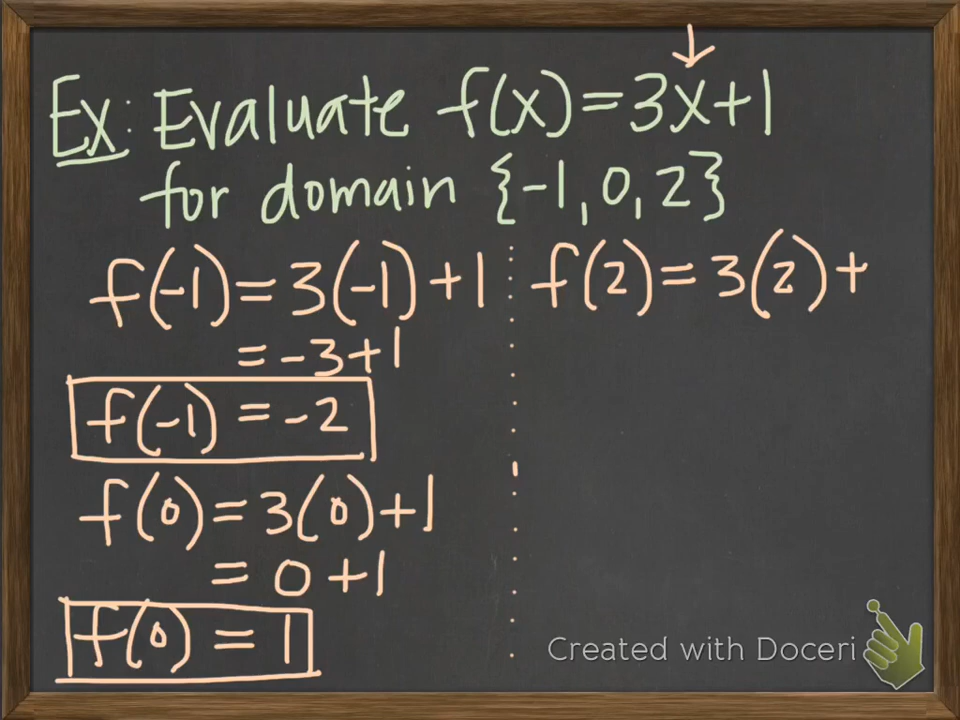 Ex: Evaluate f(x) = 3x+1
for domain {-1, 0, 2}
f(-1) = 3(-1) + 1
= -3+1
f(-1) = -2
f(0) = 3(0)+1
= 0 +1
f(0) = 1
f(2) = 3(2)+
Created with Doceri